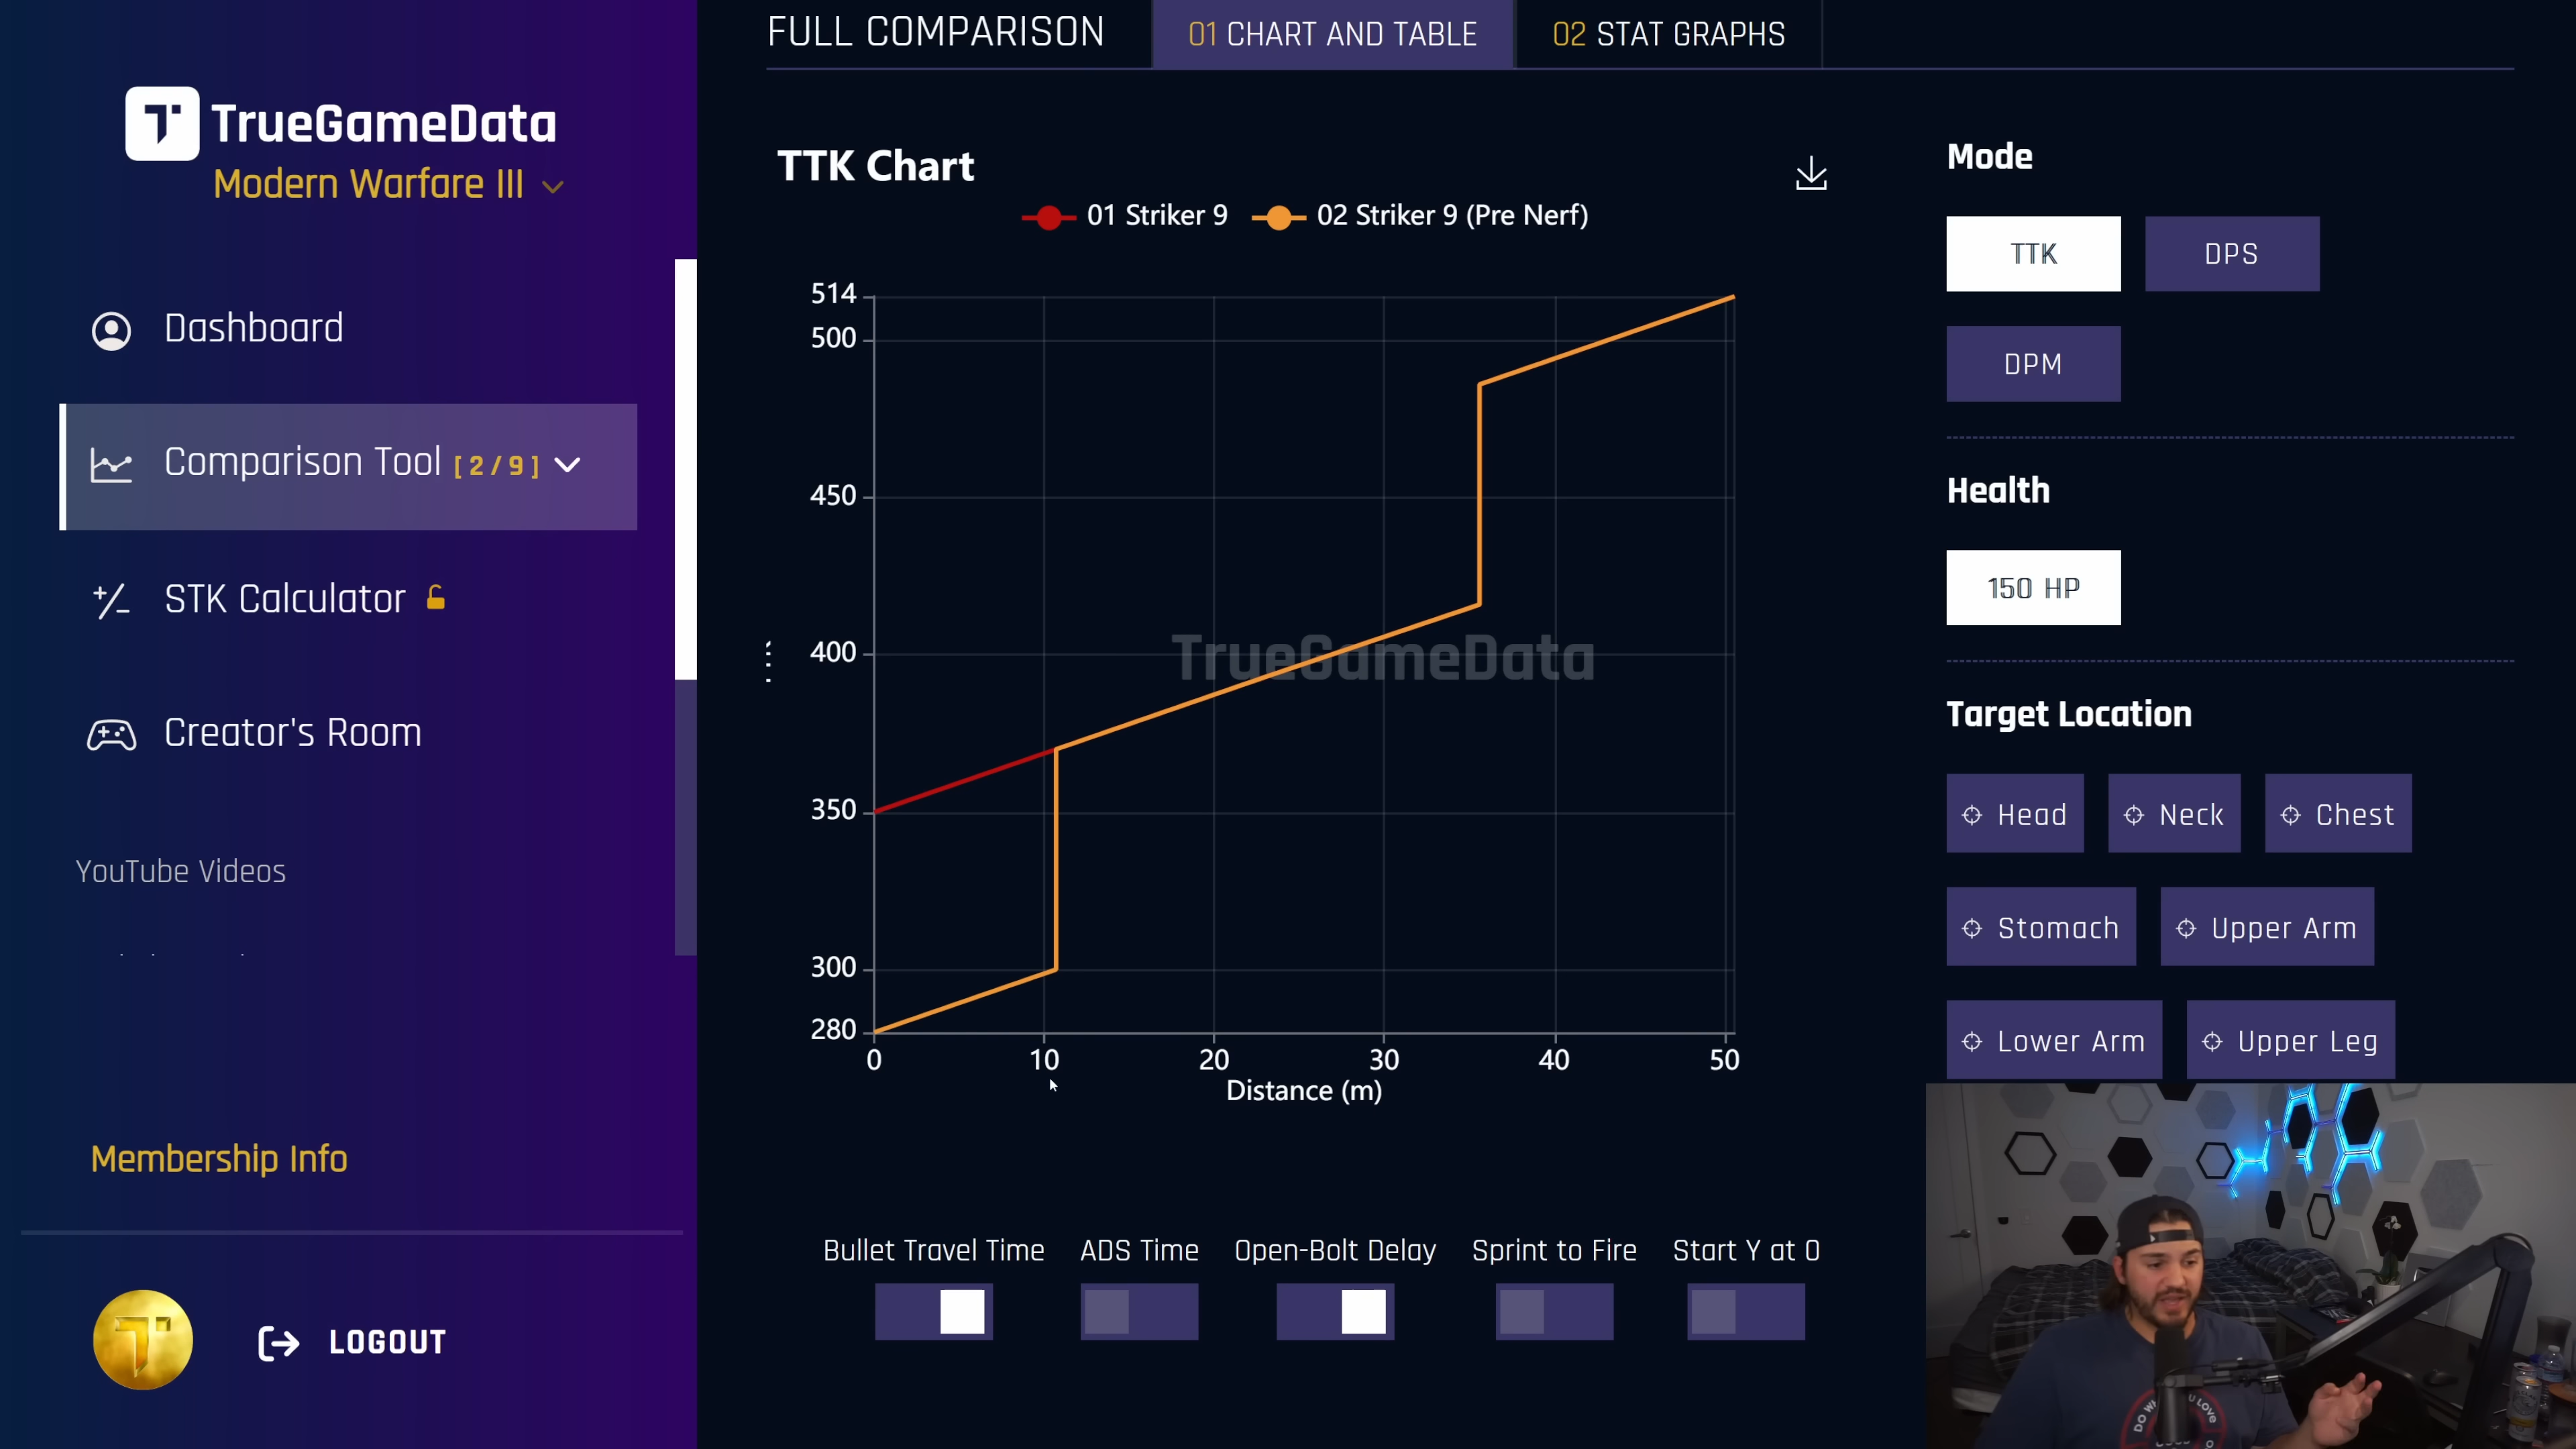 FULL COMPARISON
01 CHART AND TABLE
02 STAT GRAPHS
TrueGameData
Modern Warfare III
Dashboard
Comparison Tool [ 2 / 9 ]
STK Calculator
Creator's Room
YouTube Videos
Membership Info
LOGOUT
TTK Chart
01 Striker 9
02 Striker 9 (Pre Nerf)
514
500
450
400
350
300
280
TrueGameData
0 10 20 30 40 50
Distance (m)
Bullet Travel Time
ADS Time
Open-Bolt Delay
Sprint to Fire
Start Y at 0
Mode
TTK
DPS
DPM
Health
150 HP
Target Location
Head
Neck
Chest
Stomach
Upper Arm
Lower Arm
Upper Leg